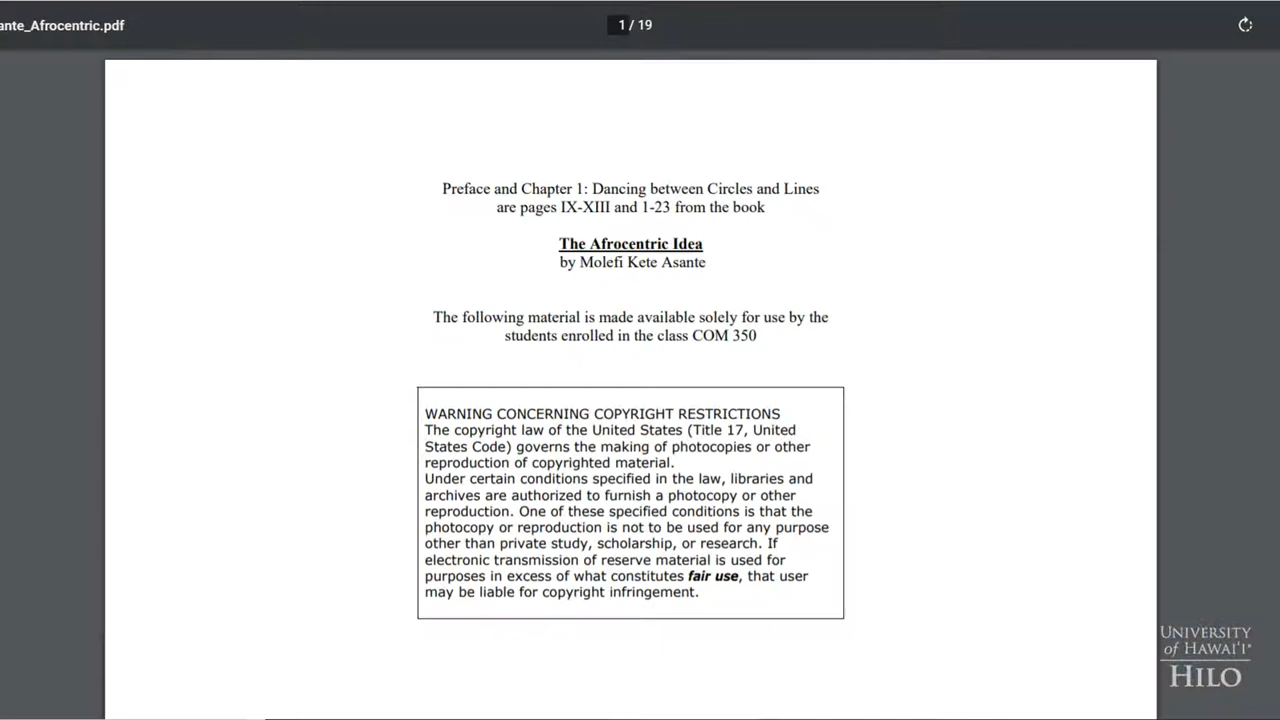 ante_Afrocentric.pdf
1 / 19
Preface and Chapter 1: Dancing between Circles and Lines
are pages IX-XIII and 1-23 from the book
The Afrocentric Idea
by Molefi Kete Asante
The following material is made available solely for use by the
students enrolled in the class COM 350
WARNING CONCERNING COPYRIGHT RESTRICTIONS
The copyright law of the United States (Title 17, United
States Code) governs the making of photocopies or other
reproduction of copyrighted material.
Under certain conditions specified in the law, libraries and
archives are authorized to furnish a photocopy or other
reproduction. One of these specified conditions is that the
photocopy or reproduction is not to be used for any purpose
other than private study, scholarship, or research. If
electronic transmission of reserve material is used for
purposes in excess of what constitutes fair use, that user
may be liable for copyright infringement.
UNIVERSITY
of HAWAIʻI®
HILO